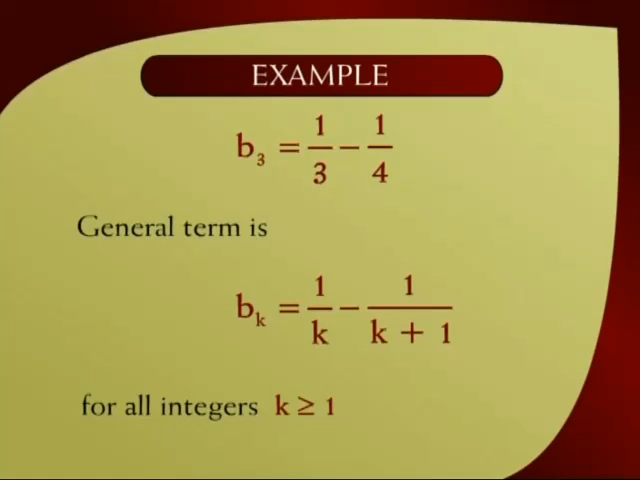 EXAMPLE
b₃ = 1/3 − 1/4
General term is
bₖ = 1/k − 1/(k + 1)
for all integers k ≥ 1